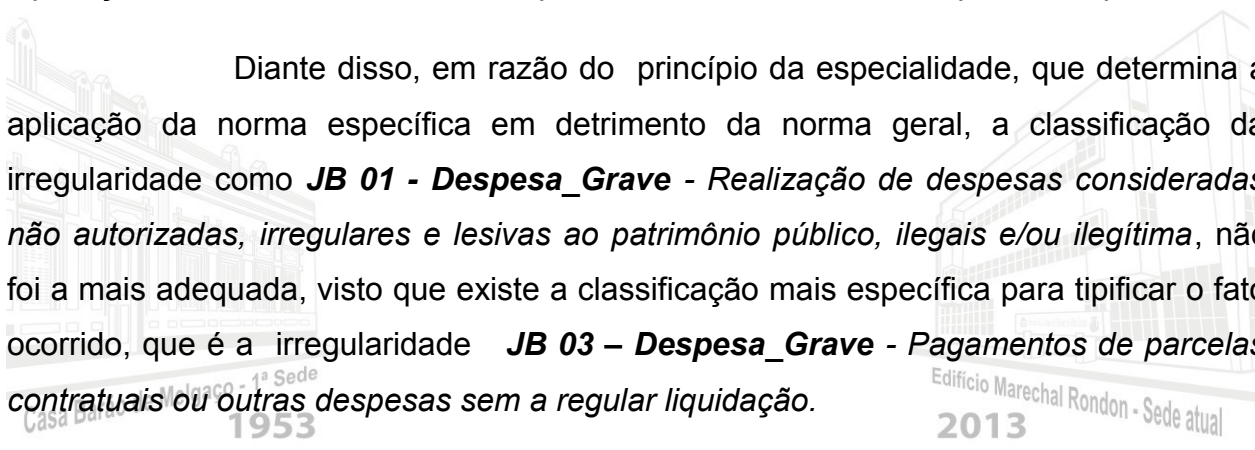 Diante disso, em razão do princípio da especialidade, que determina a
aplicação da norma específica em detrimento da norma geral, a classificação da
irregularidade como JB 01 - Despesa_Grave - Realização de despesas consideradas
não autorizadas, irregulares e lesivas ao patrimônio público, ilegais e/ou ilegítima, não
foi a mais adequada, visto que existe a classificação mais específica para tipificar o fato
ocorrido, que é a irregularidade JB 03 – Despesa_Grave - Pagamentos de parcelas
contratuais ou outras despesas sem a regular liquidação.
Casa Barão de Melgaço - 1ª Sede
1953
Edifício Marechal Rondon - Sede atual
2013